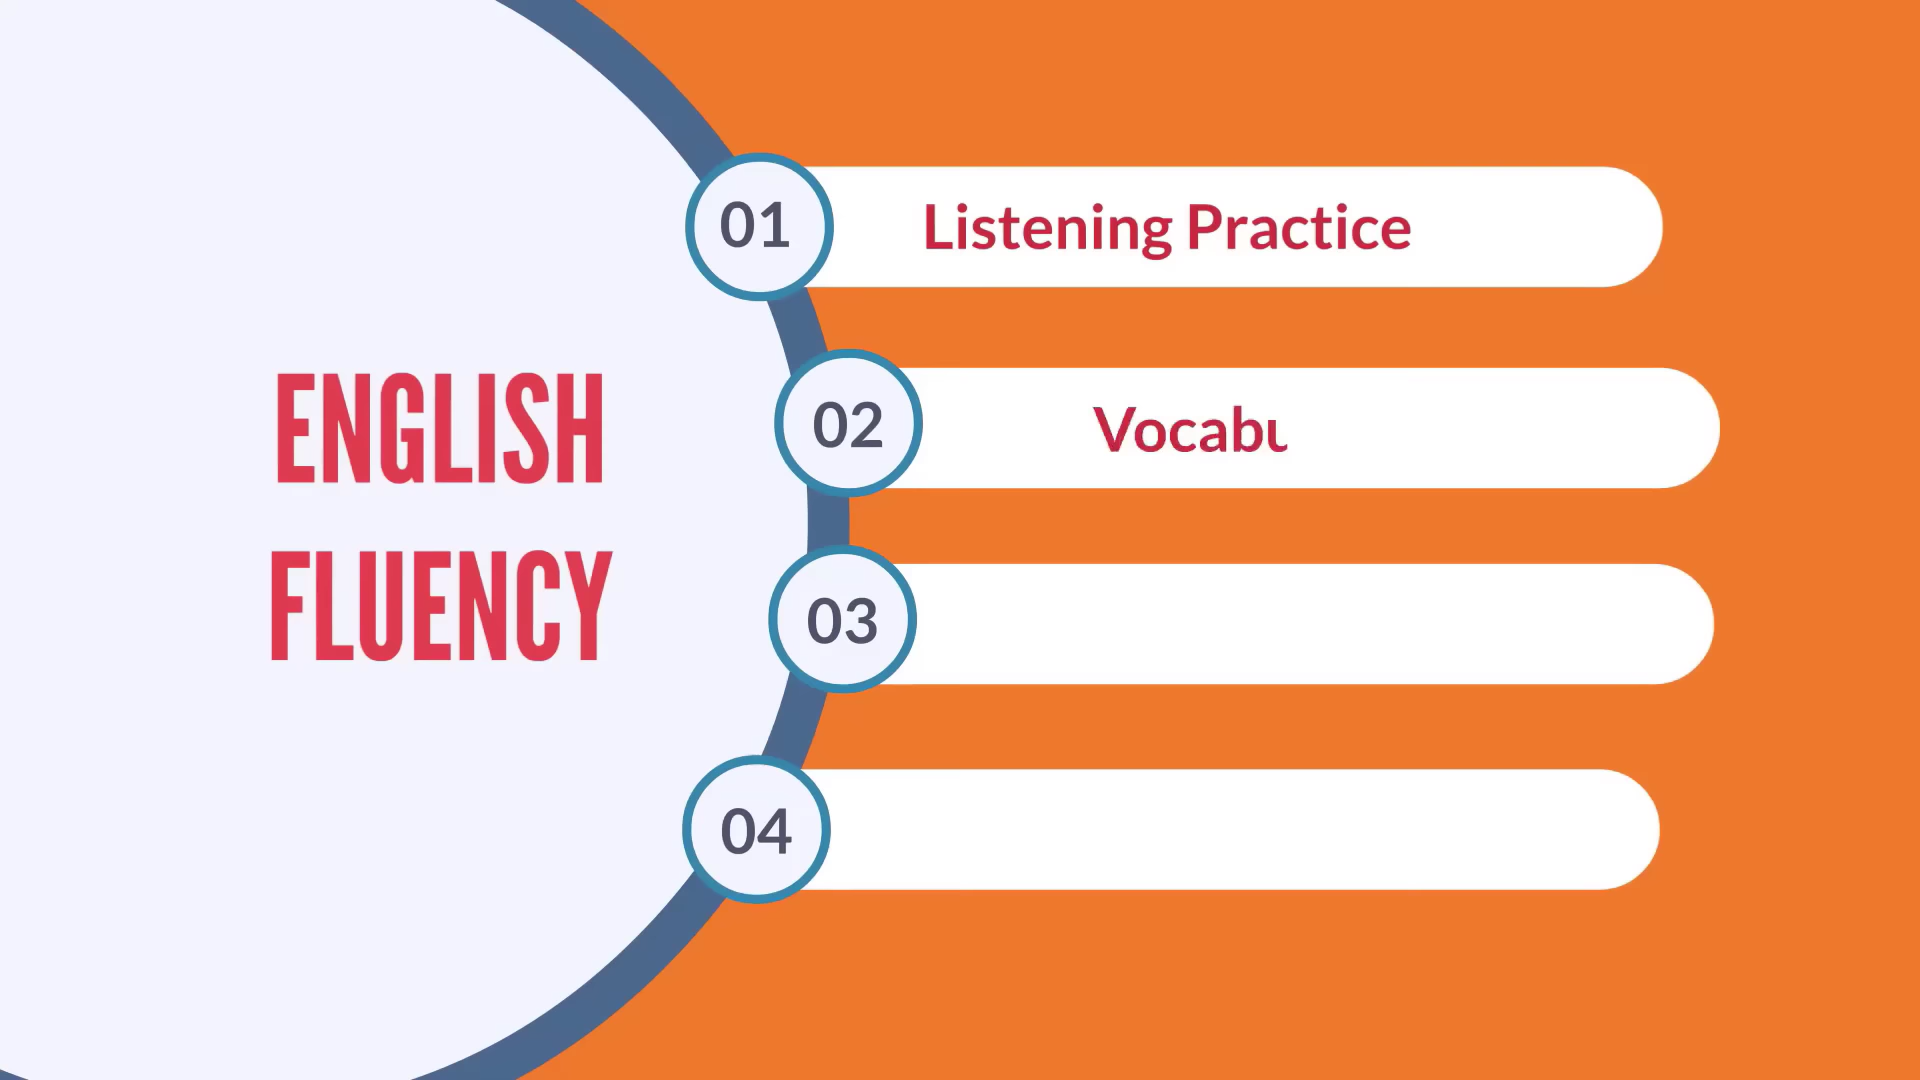 ENGLISH
FLUENCY
01 Listening Practice
02 Vocabu
03
04